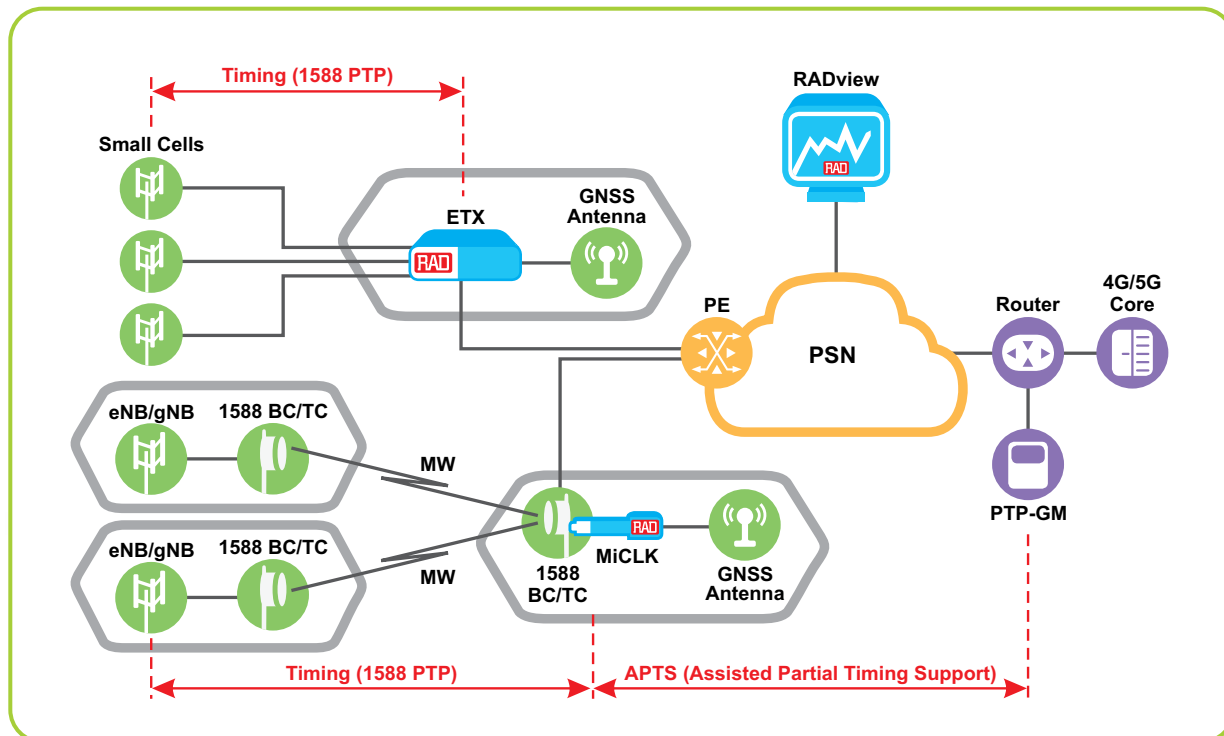 Timing (1588 PTP)
RADview
RAD
Small Cells
GNSS
Antenna
ETX
RAD
PE
PSN
Router
4G/5G
Core
eNB/gNB
1588 BC/TC
MW
RAD
MiCLK
1588
BC/TC
GNSS
Antenna
PTP-GM
eNB/gNB
1588 BC/TC
MW
Timing (1588 PTP)
APTS (Assisted Partial Timing Support)